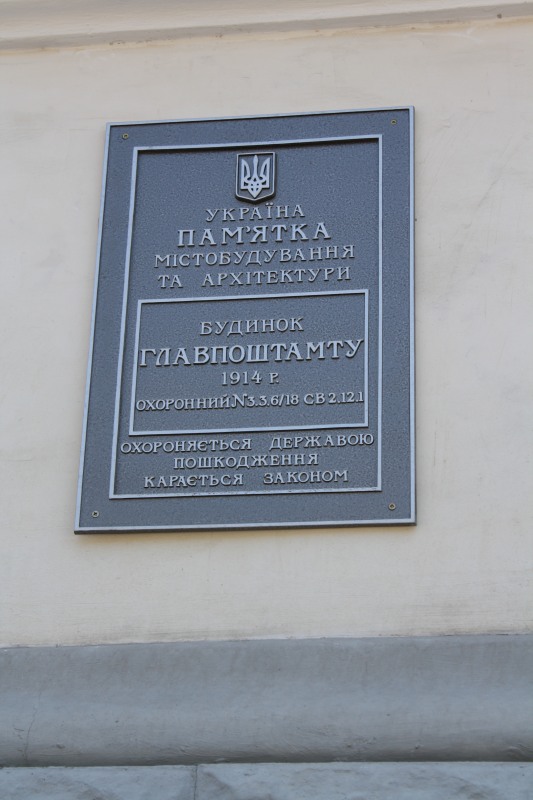 УКРАЇНА
ПАМ'ЯТКА
МІСТОБУДУВАННЯ
ТА АРХІТЕКТУРИ
БУДИНОК
ГЛАВПОШТАМТУ
1914 Р.
ОХОРОННИЙ №3.3.6/18 СВ 2.12.1
ОХОРОНЯЄТЬСЯ ДЕРЖАВОЮ
ПОШКОДЖЕННЯ
КАРАЄТЬСЯ ЗАКОНОМ